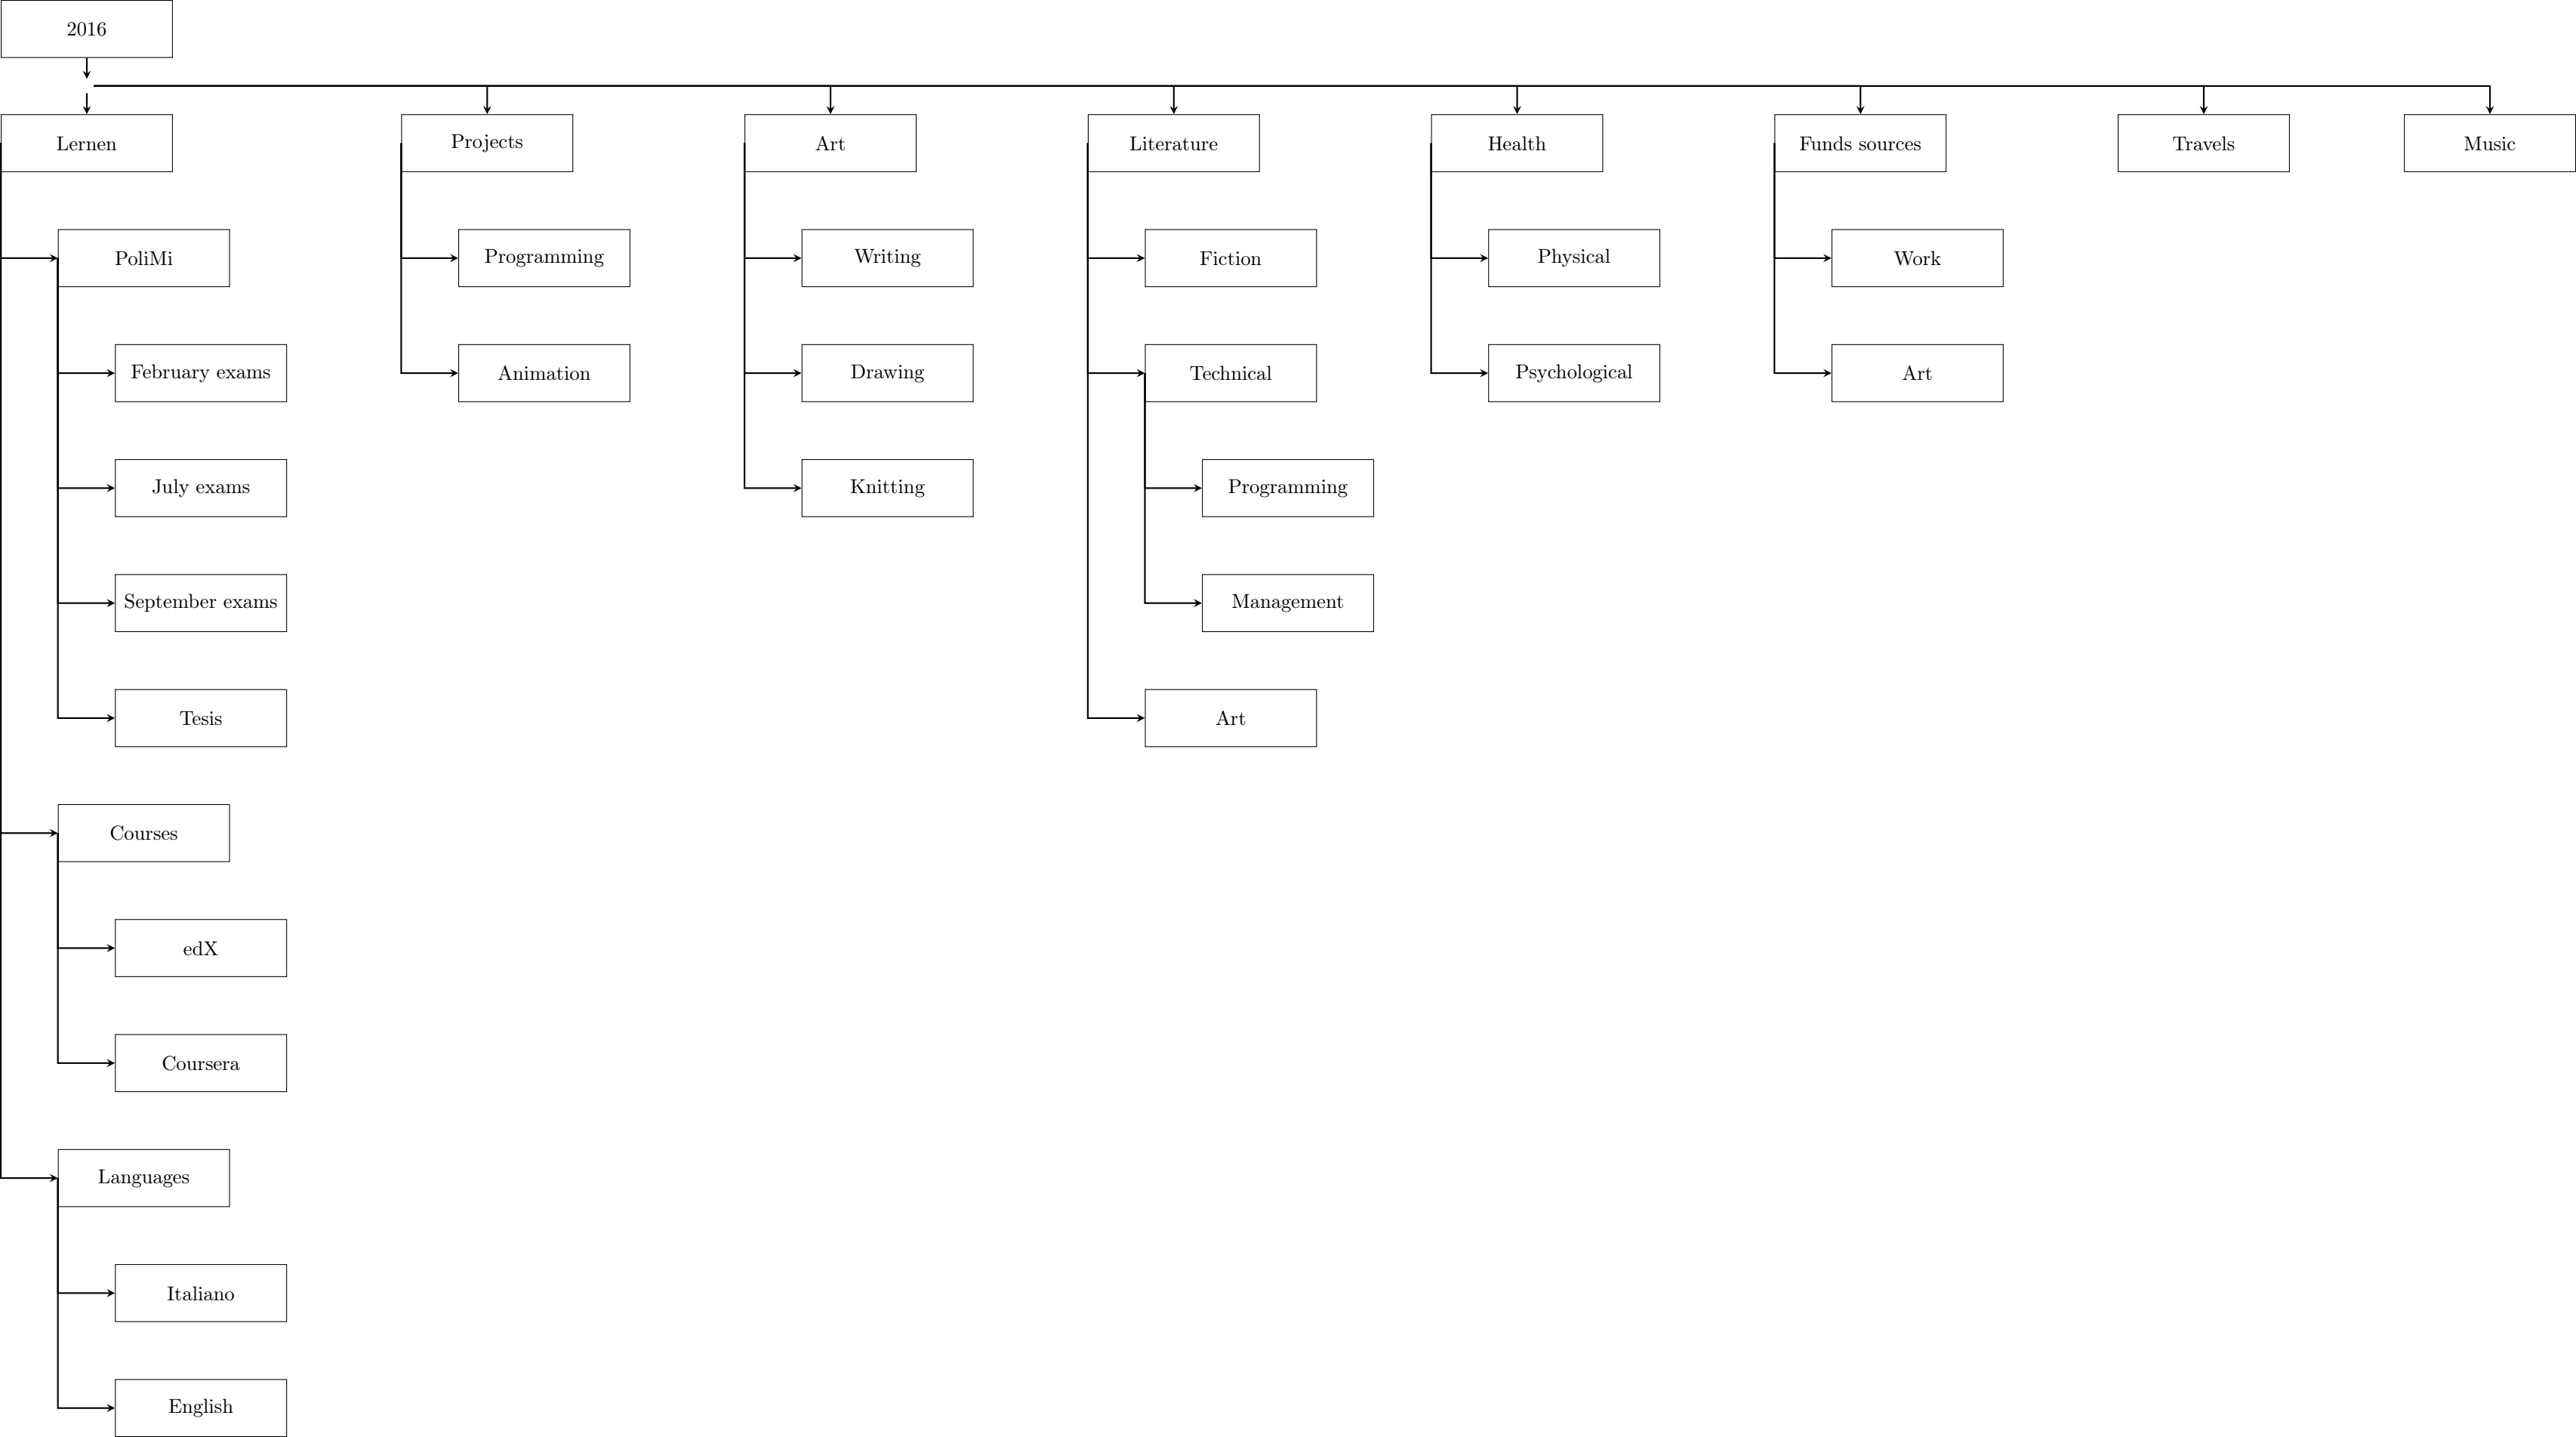 2016
Lernen
PoliMi
February exams
July exams
September exams
Tesis
Courses
edX
Coursera
Languages
Italiano
English
Projects
Programming
Animation
Art
Writing
Drawing
Knitting
Literature
Fiction
Technical
Programming
Management
Art
Health
Physical
Psychological
Funds sources
Work
Art
Travels
Music